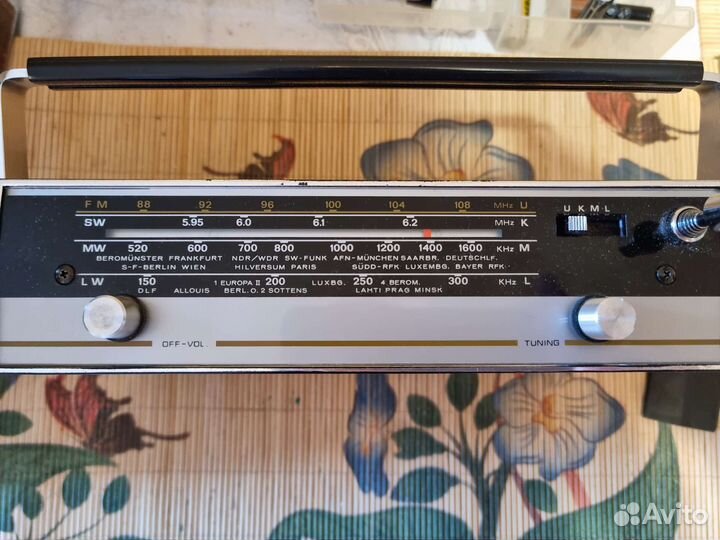 FM 88 92 96 100 104 108 MHz U
SW 5.95 6.0 6.1 6.2 MHz K
U K M L
MW 520 600 700 800 1000 1200 1400 1600 KHz M
BEROMÜNSTER FRANKFURT NDR/WDR SW-FUNK AFN-MÜNCHEN SAARBR. DEUTSCHLF.
S-F-BERLIN WIEN HILVERSUM PARIS SÜDD-RFK LUXEMBG. BAYER RFK.
LW 150 1 EUROPA II 200 LUXBG. 250 4 BEROM. 300 KHz L
DLF ALLOUIS BERL. O. 2 SOTTENS LAHTI PRAG MINSK
OFF-VOL TUNING
Avito